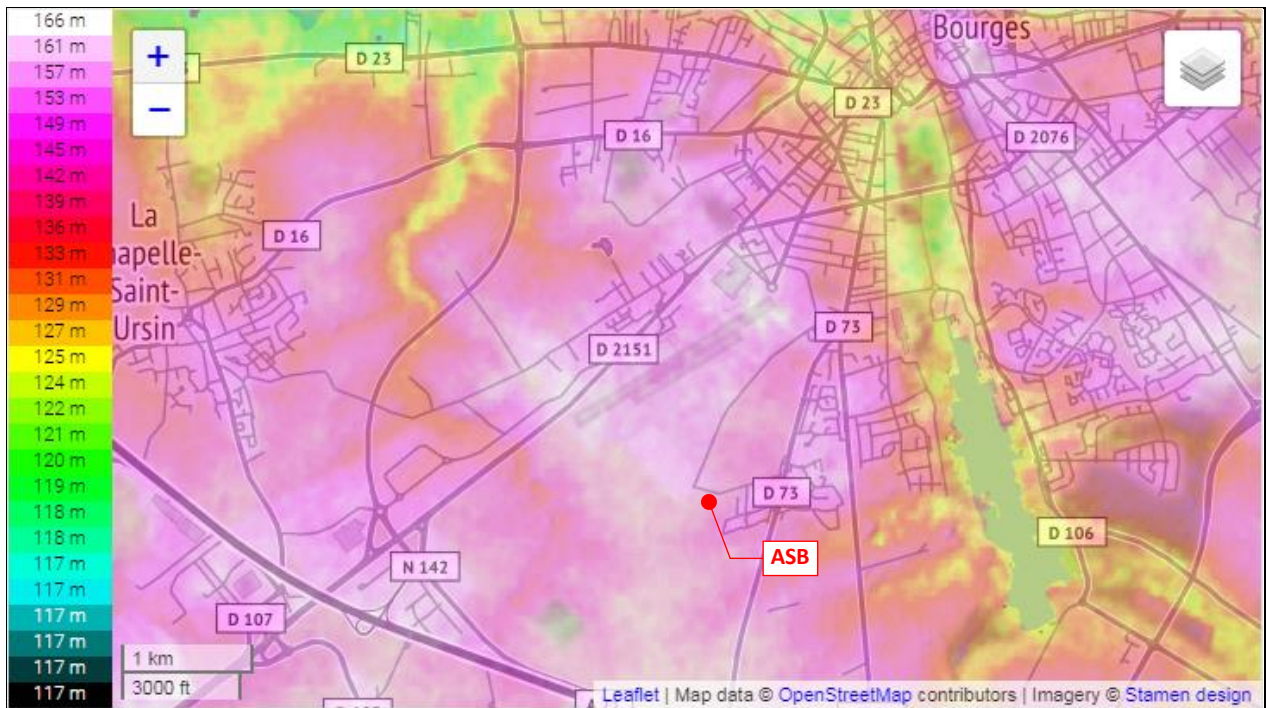 166 m
161 m
157 m
153 m
149 m
145 m
142 m
139 m
136 m
133 m
131 m
129 m
127 m
125 m
124 m
122 m
121 m
120 m
119 m
118 m
118 m
117 m
117 m
117 m
117 m
117 m
117 m
+
−
Bourges
D 23
D 23
D 16
D 2076
La
hapelle-
Saint-
Ursin
D 16
D 73
D 2151
D 73
D 106
ASB
N 142
D 107
1 km
3000 ft
Leaflet | Map data © OpenStreetMap contributors | Imagery © Stamen design